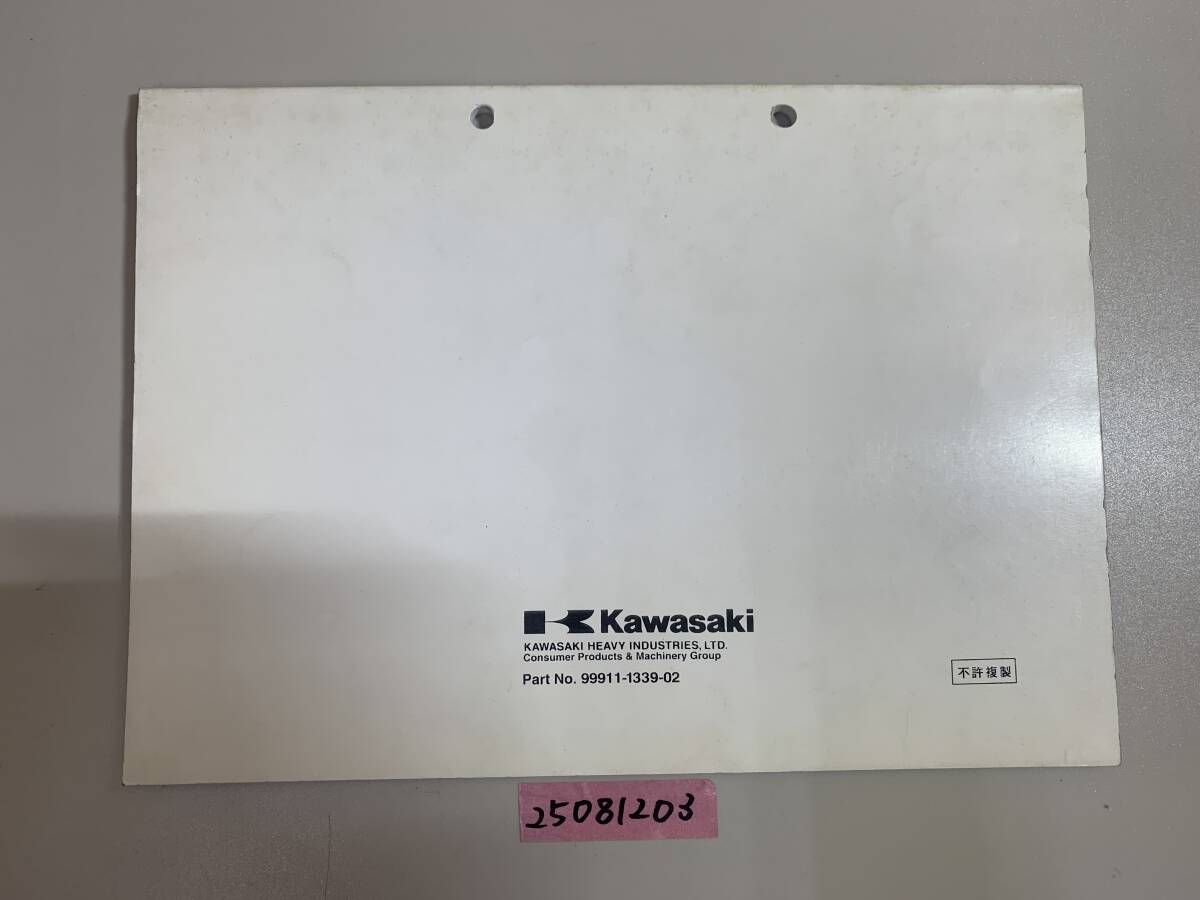 Kawasaki
KAWASAKI HEAVY INDUSTRIES, LTD.
Consumer Products & Machinery Group
Part No. 99911-1339-02
不許複製
25081203